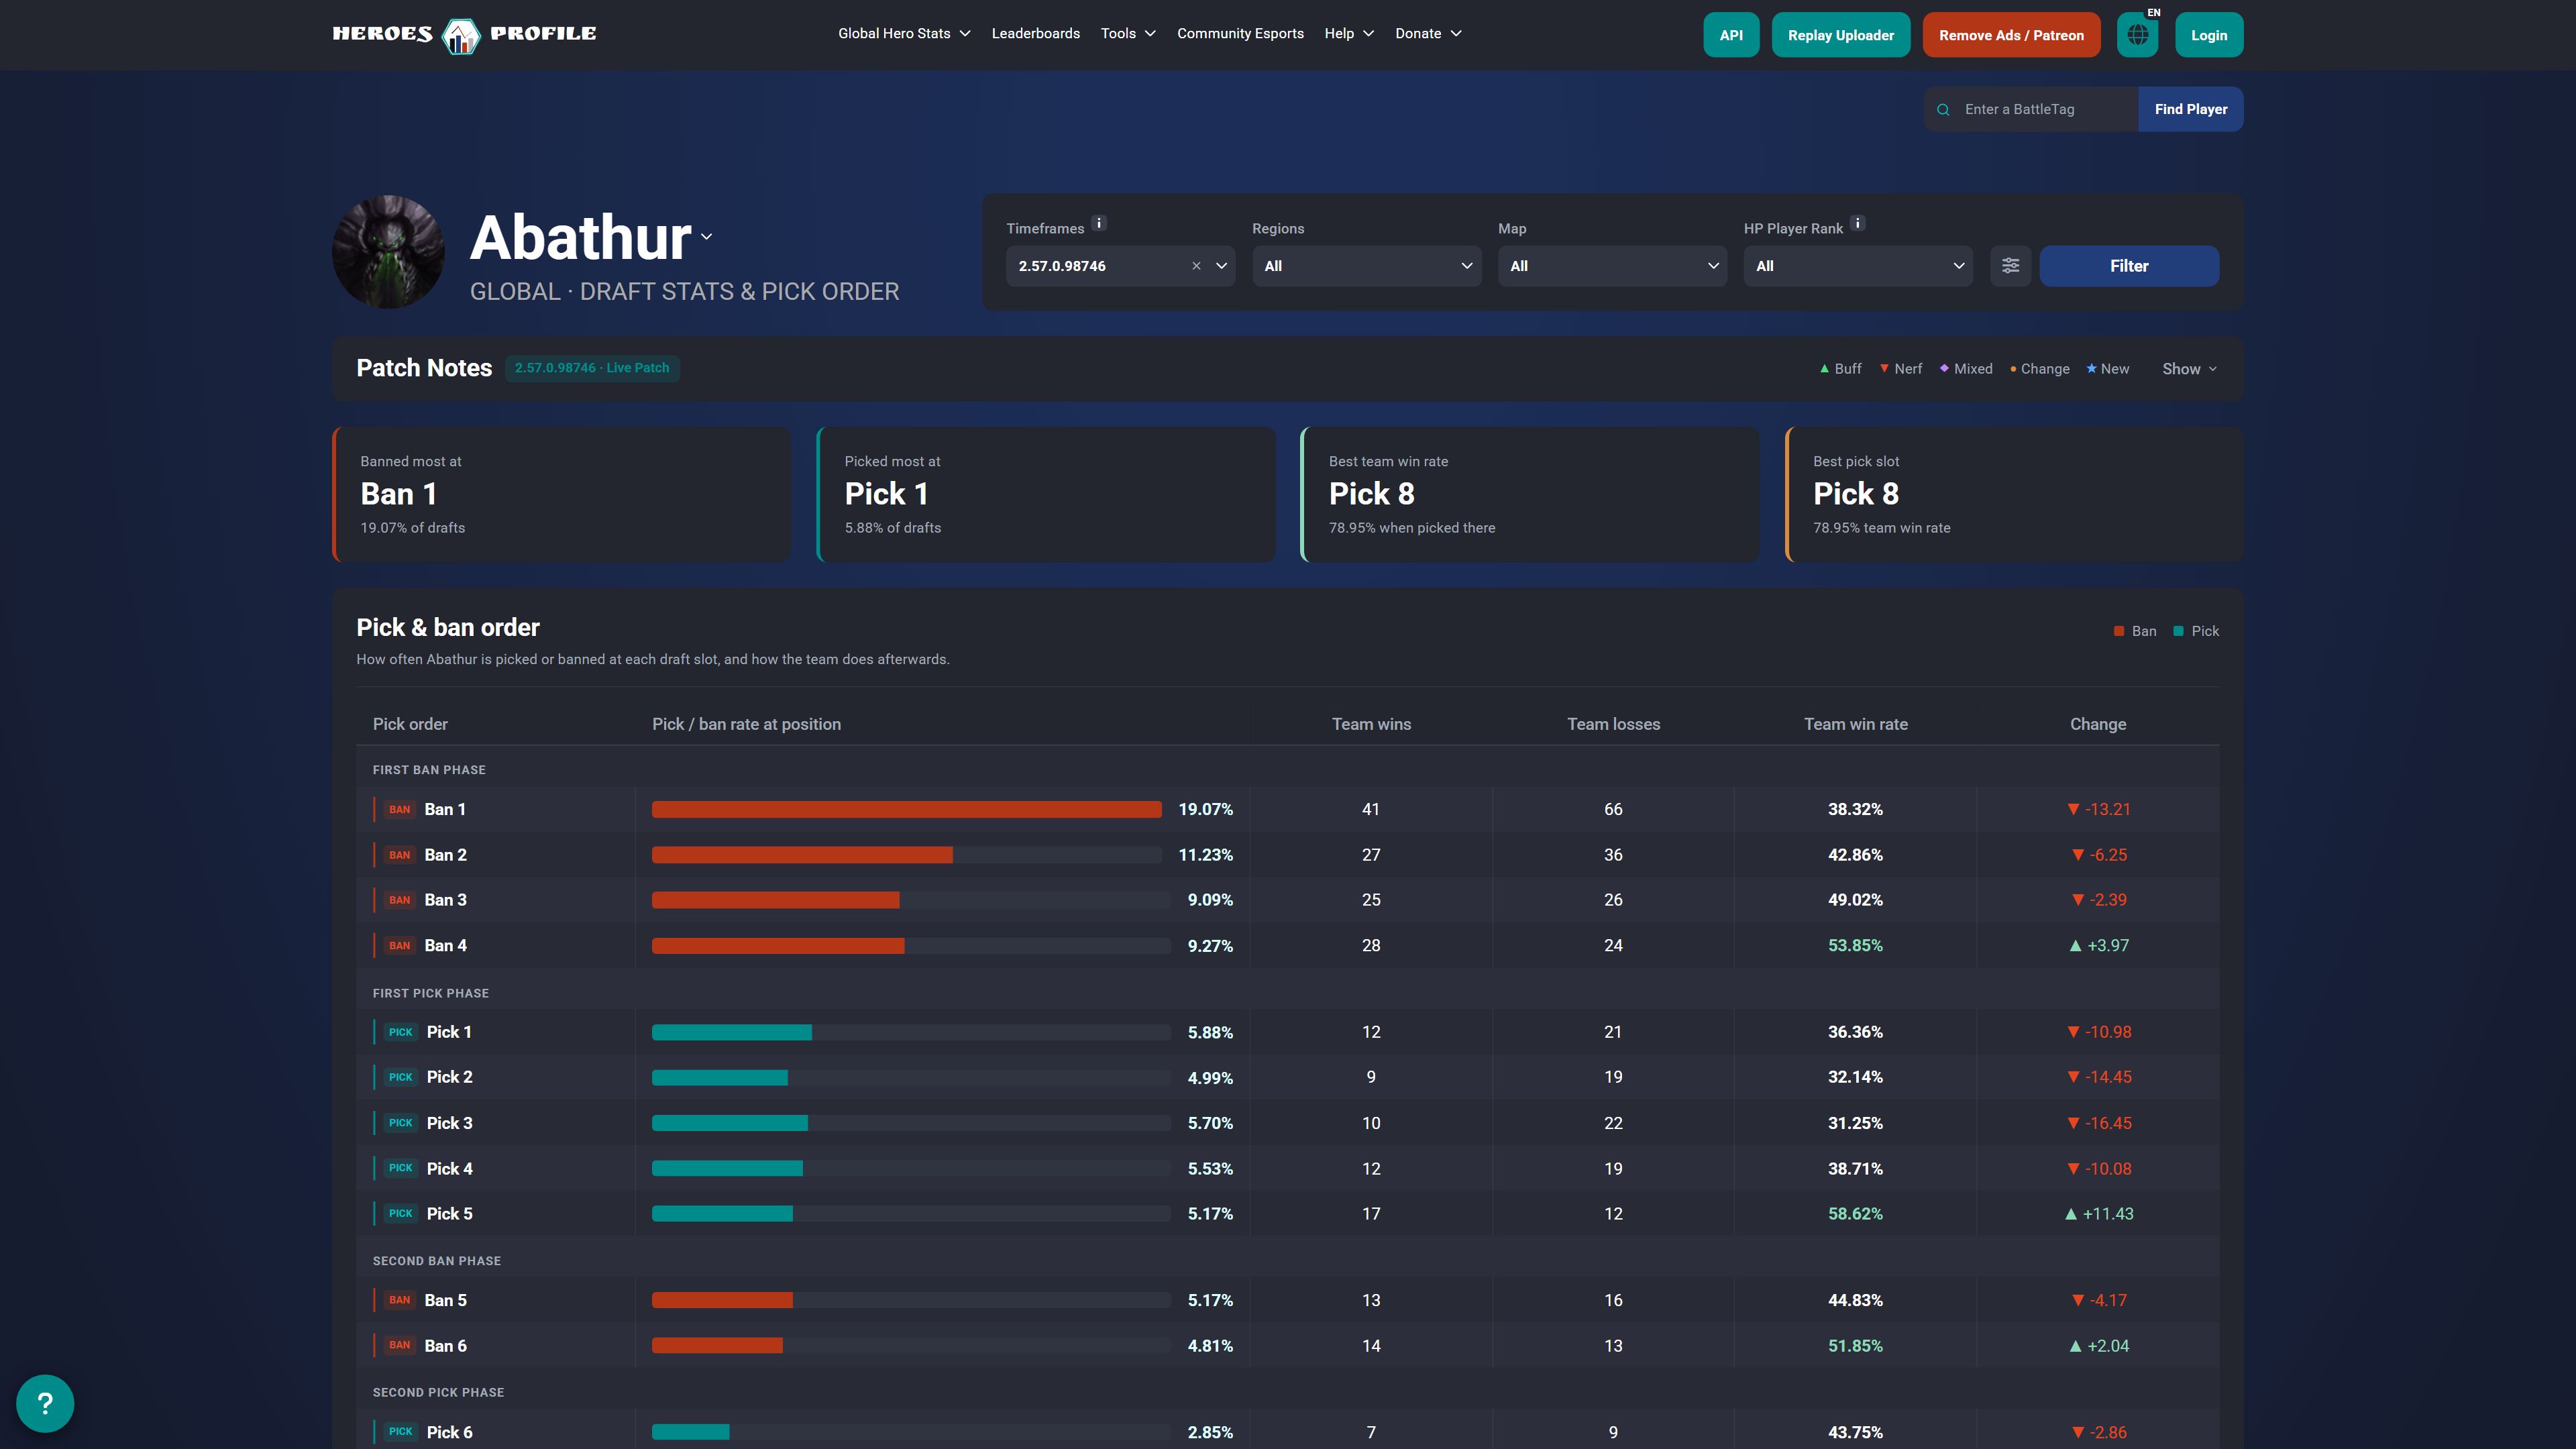 HEROES PROFILE
Global Hero Stats Leaderboards Tools Community Esports Help Donate
API Replay Uploader Remove Ads / Patreon EN Login
Enter a BattleTag Find Player
Abathur
GLOBAL · DRAFT STATS & PICK ORDER
Timeframes i Regions Map HP Player Rank i
2.57.0.98746 × All All All Filter
Patch Notes 2.57.0.98746 · Live Patch ▲ Buff ▼ Nerf ◆ Mixed ● Change ★ New Show
Banned most at
Ban 1
19.07% of drafts
Picked most at
Pick 1
5.88% of drafts
Best team win rate
Pick 8
78.95% when picked there
Best pick slot
Pick 8
78.95% team win rate
Pick & ban order
Ban Pick
How often Abathur is picked or banned at each draft slot, and how the team does afterwards.
Pick order Pick / ban rate at position Team wins Team losses Team win rate Change
FIRST BAN PHASE
BAN Ban 1 19.07% 41 66 38.32% ▼ -13.21
BAN Ban 2 11.23% 27 36 42.86% ▼ -6.25
BAN Ban 3 9.09% 25 26 49.02% ▼ -2.39
BAN Ban 4 9.27% 28 24 53.85% ▲ +3.97
FIRST PICK PHASE
PICK Pick 1 5.88% 12 21 36.36% ▼ -10.98
PICK Pick 2 4.99% 9 19 32.14% ▼ -14.45
PICK Pick 3 5.70% 10 22 31.25% ▼ -16.45
PICK Pick 4 5.53% 12 19 38.71% ▼ -10.08
PICK Pick 5 5.17% 17 12 58.62% ▲ +11.43
SECOND BAN PHASE
BAN Ban 5 5.17% 13 16 44.83% ▼ -4.17
BAN Ban 6 4.81% 14 13 51.85% ▲ +2.04
SECOND PICK PHASE
PICK Pick 6 2.85% 7 9 43.75% ▼ -2.86
?